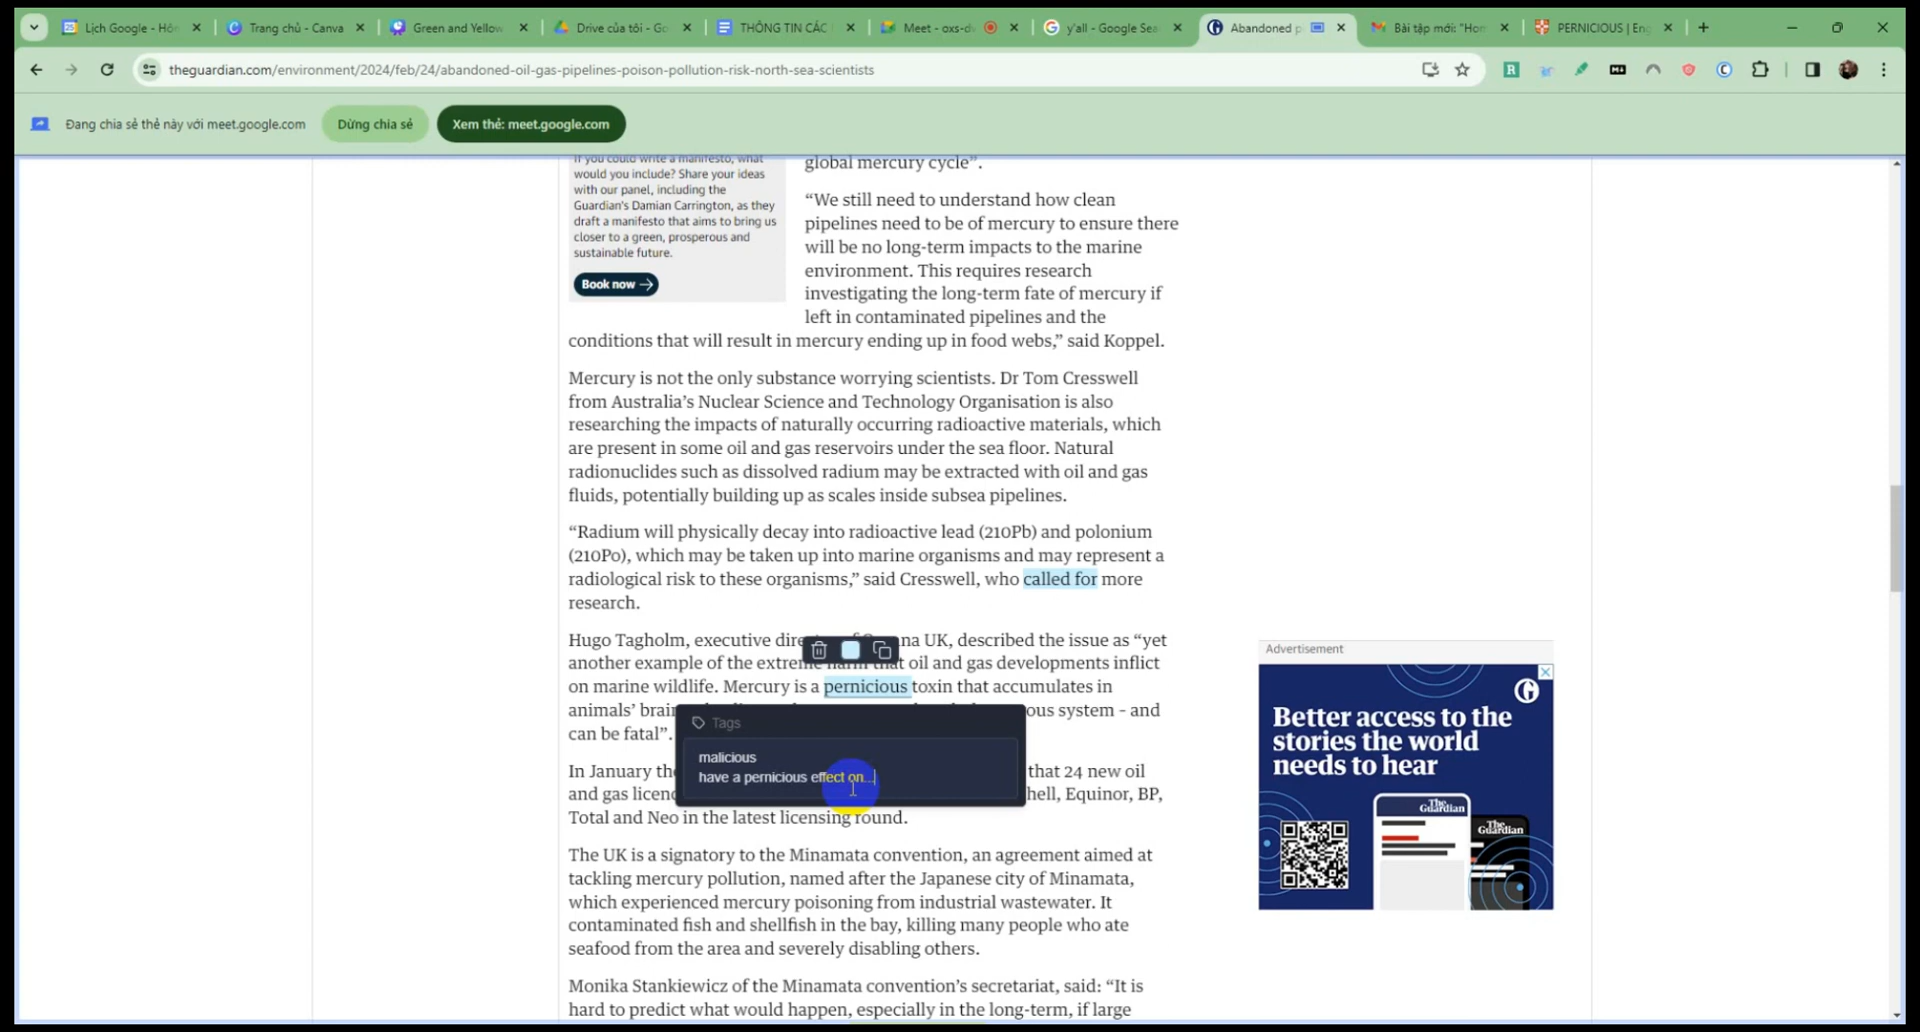 Lịch Google - Hồ
Trang chủ - Canva
Green and Yellow
Drive của tôi - Go
THÔNG TIN CÁC
Meet - oxs-d
y'all - Google Sea
Abandoned p
Bài tập mới: "Hom
PERNICIOUS | Eng
theguardian.com/environment/2024/feb/24/abandoned-oil-gas-pipelines-poison-pollution-risk-north-sea-scientists
Đang chia sẻ thẻ này với meet.google.com
Dừng chia sẻ
Xem thẻ: meet.google.com
If you could write a manifesto, what
would you include? Share your ideas
with our panel, including the
Guardian's Damian Carrington, as they
draft a manifesto that aims to bring us
closer to a green, prosperous and
sustainable future.
Book now →
global mercury cycle”.
“We still need to understand how clean
pipelines need to be of mercury to ensure there
will be no long-term impacts to the marine
environment. This requires research
investigating the long-term fate of mercury if
left in contaminated pipelines and the
conditions that will result in mercury ending up in food webs,” said Koppel.
Mercury is not the only substance worrying scientists. Dr Tom Cresswell
from Australia’s Nuclear Science and Technology Organisation is also
researching the impacts of naturally occurring radioactive materials, which
are present in some oil and gas reservoirs under the sea floor. Natural
radionuclides such as dissolved radium may be extracted with oil and gas
fluids, potentially building up as scales inside subsea pipelines.
“Radium will physically decay into radioactive lead (210Pb) and polonium
(210Po), which may be taken up into marine organisms and may represent a
radiological risk to these organisms,” said Cresswell, who called for more
research.
Hugo Tagholm, executive UK, described the issue as “yet
another example of the extreme harm that oil and gas developments inflict
on marine wildlife. Mercury is a pernicious toxin that accumulates in
animals’ system – and
can be fatal”.
Tags
malicious
have a pernicious effect on...
In January that 24 new oil
and gas Equinor, BP,
Total and Neo in the latest licensing round.
The UK is a signatory to the Minamata convention, an agreement aimed at
tackling mercury pollution, named after the Japanese city of Minamata,
which experienced mercury poisoning from industrial wastewater. It
contaminated fish and shellfish in the bay, killing many people who ate
seafood from the area and severely disabling others.
Monika Stankiewicz of the Minamata convention’s secretariat, said: “It is
hard to predict what would happen, especially in the long-term, if large
Advertisement
Better access to the
stories the world
needs to hear
The Guardian
The Guardian